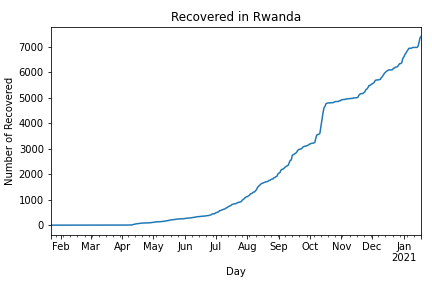 Recovered in Rwanda
Number of Recovered
7000
6000
5000
4000
3000
2000
1000
0
Feb Mar Apr May Jun Jul Aug Sep Oct Nov Dec Jan
2021
Day